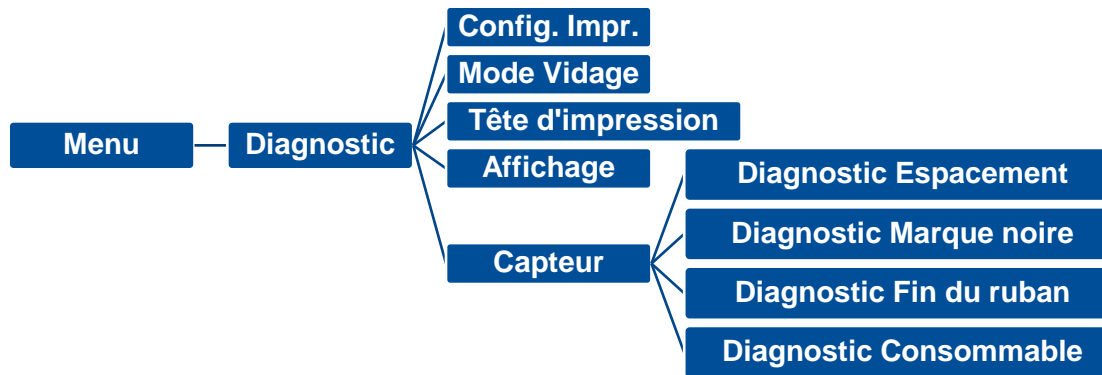 Config. Impr.
Mode Vidage
Tête d'impression
Menu
Diagnostic
Affichage
Diagnostic Espacement
Diagnostic Marque noire
Capteur
Diagnostic Fin du ruban
Diagnostic Consommable